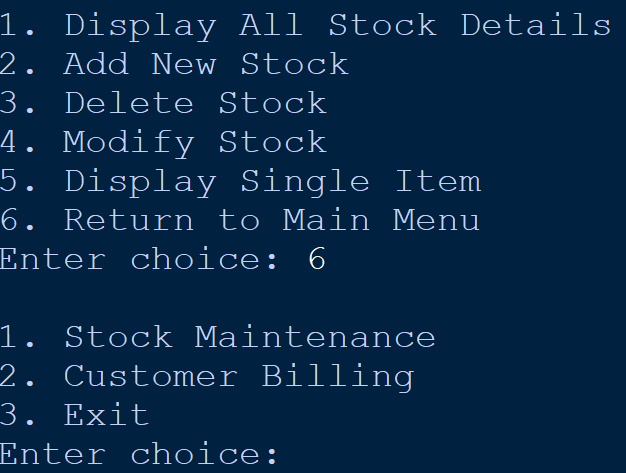 1. Display All Stock Details
2. Add New Stock
3. Delete Stock
4. Modify Stock
5. Display Single Item
6. Return to Main Menu
Enter choice: 6
1. Stock Maintenance
2. Customer Billing
3. Exit
Enter choice: